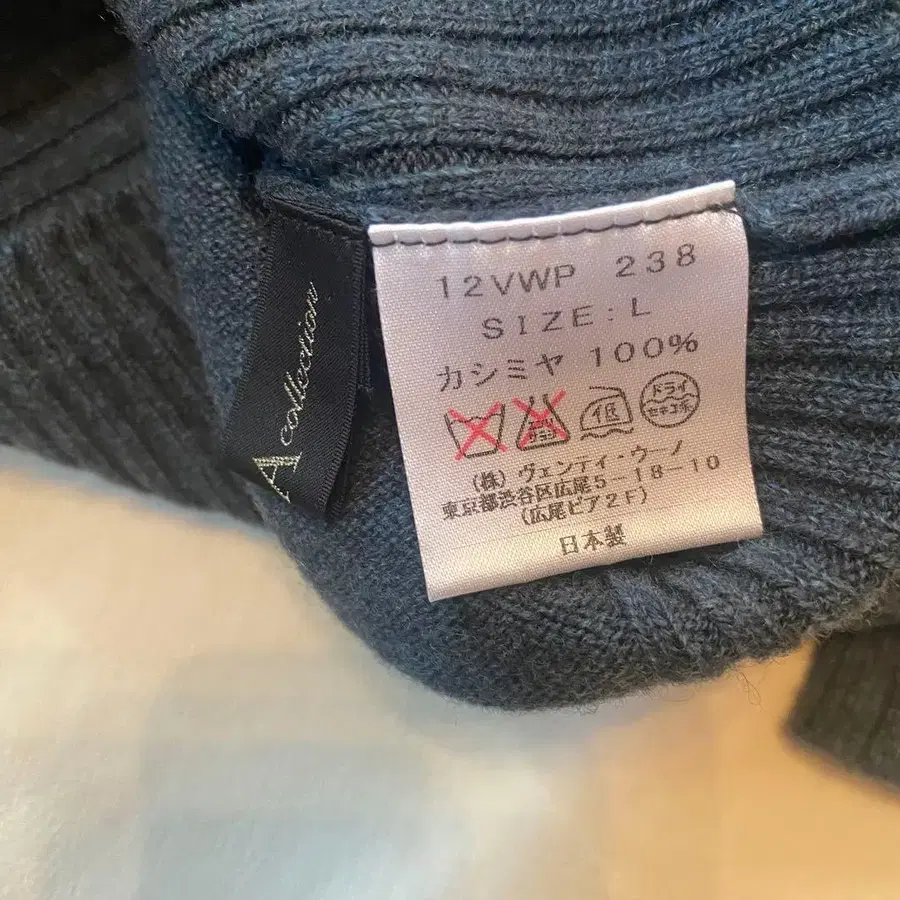 12VWP 238
SIZE:L
カシミヤ 100%
低
ドライ
セキユ系
(株)ヴェンティ・ウーノ
東京都渋谷区広尾5-18-10
(広尾ピア2F)
日本製
A collection